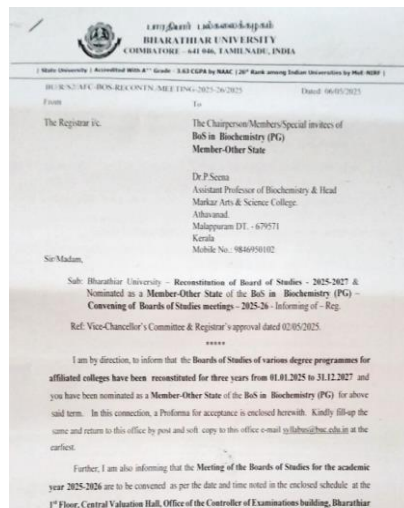 பாரதியார் பல்கலைக்கழகம்
BHARATHIAR UNIVERSITY
COIMBATORE - 641 046, TAMILNADU, INDIA
| State University | Accredited With A++ Grade - 3.63 CGPA by NAAC | 26th Rank among Indian Universities by MoE-NIRF |
MEETING-2025-26/2025 Dated: 06/05/2025
From To
The Registrar i/c. The Chairperson/Members/Special invitees of
BoS in Biochemistry (PG)
Member-Other State
Dr.P.Seena
Assistant Professor of Biochemistry & Head
Markar Arts & Science College.
Athavanad.
Malappuram DT. - 679571
Kerala
Mobile No.: 9846950102
Sir/Madam,
Sub: Bharathiar University – Reconstitution of Board of Studies - 2025-2027 &
Nominated as a Member-Other State of the BoS in Biochemistry (PG) –
Convening of Boards of Studies meetings – 2025-26 - Informing of – Reg.
Ref: Vice-Chancellor's Committee & Registrar's approval dated 02/05/2025.
*****
I am by direction, to inform that the Boards of Studies of various degree programmes for
affiliated colleges have been reconstituted for three years from 01.01.2025 to 31.12.2027 and
you have been nominated as a Member-Other State of the BoS in Biochemistry (PG) for above
said term. In this connection, a Proforma for acceptance is enclosed herewith. Kindly fill-up the
same and return to this office by post and soft copy to this office e-mail at the
earliest.
Further, I am also informing that the Meeting of the Boards of Studies for the academic
year 2025-2026 are to be convened as per the date and time noted in the enclosed schedule at the
1st Floor, Central Valuation Hall, Office of the Controller of Examinations building, Bharathiar